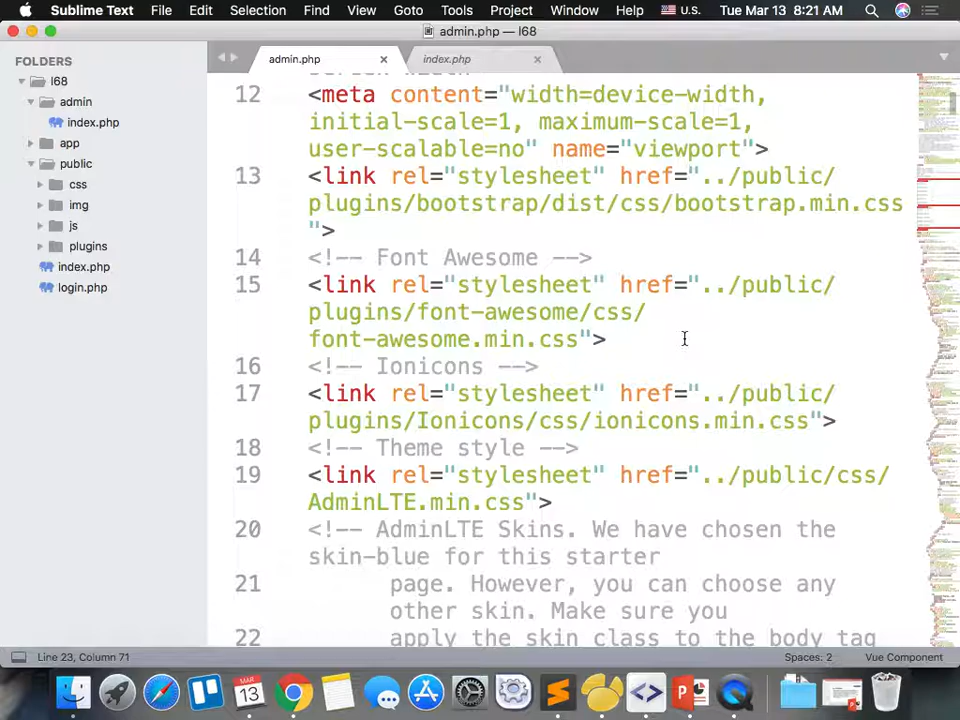 Sublime Text File Edit Selection Find View Goto Tools Project Window Help U.S. Tue Mar 13 8:21 AM
admin.php — l68
FOLDERS
l68
admin
index.php
app
public
css
img
js
plugins
index.php
login.php
admin.php
index.php
12 <meta content="width=device-width,
initial-scale=1, maximum-scale=1,
user-scalable=no" name="viewport">
13 <link rel="stylesheet" href="../public/
plugins/bootstrap/dist/css/bootstrap.min.css
">
14 <!-- Font Awesome -->
15 <link rel="stylesheet" href="../public/
plugins/font-awesome/css/
font-awesome.min.css">
16 <!-- Ionicons -->
17 <link rel="stylesheet" href="../public/
plugins/Ionicons/css/ionicons.min.css">
18 <!-- Theme style -->
19 <link rel="stylesheet" href="../public/css/
AdminLTE.min.css">
20 <!-- AdminLTE Skins. We have chosen the
skin-blue for this starter
21 page. However, you can choose any
other skin. Make sure you
22 apply the skin class to the body tag
Line 23, Column 71
Spaces: 2
Vue Component
MAR
13